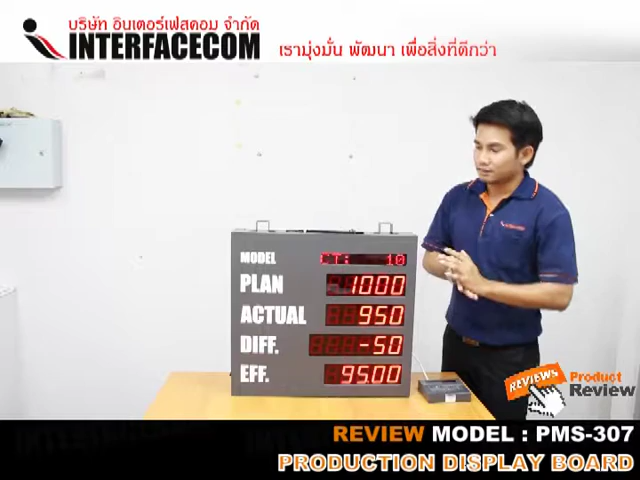 บริษัท อินเตอร์เฟสคอม จำกัด
INTERFACECOM
เรามุ่งมั่น พัฒนา เพื่อสิ่งที่ดีกว่า
MODEL CT: 10
PLAN 1000
ACTUAL 950
DIFF. -50
EFF. 95.00
REVIEWS Product Review
REVIEW MODEL : PMS-307
PRODUCTION DISPLAY BOARD